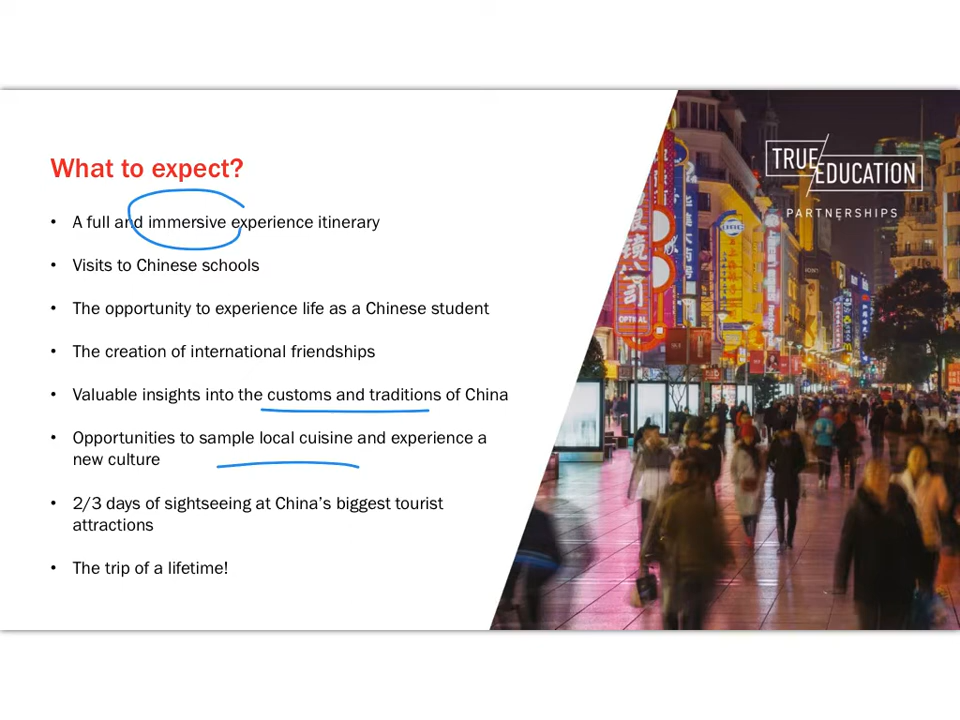 What to expect?
• A full and immersive experience itinerary
• Visits to Chinese schools
• The opportunity to experience life as a Chinese student
• The creation of international friendships
• Valuable insights into the customs and traditions of China
• Opportunities to sample local cuisine and experience a
new culture
• 2/3 days of sightseeing at China's biggest tourist
attractions
• The trip of a lifetime!
TRUE
EDUCATION
PARTNERSHIPS
OPTICAL